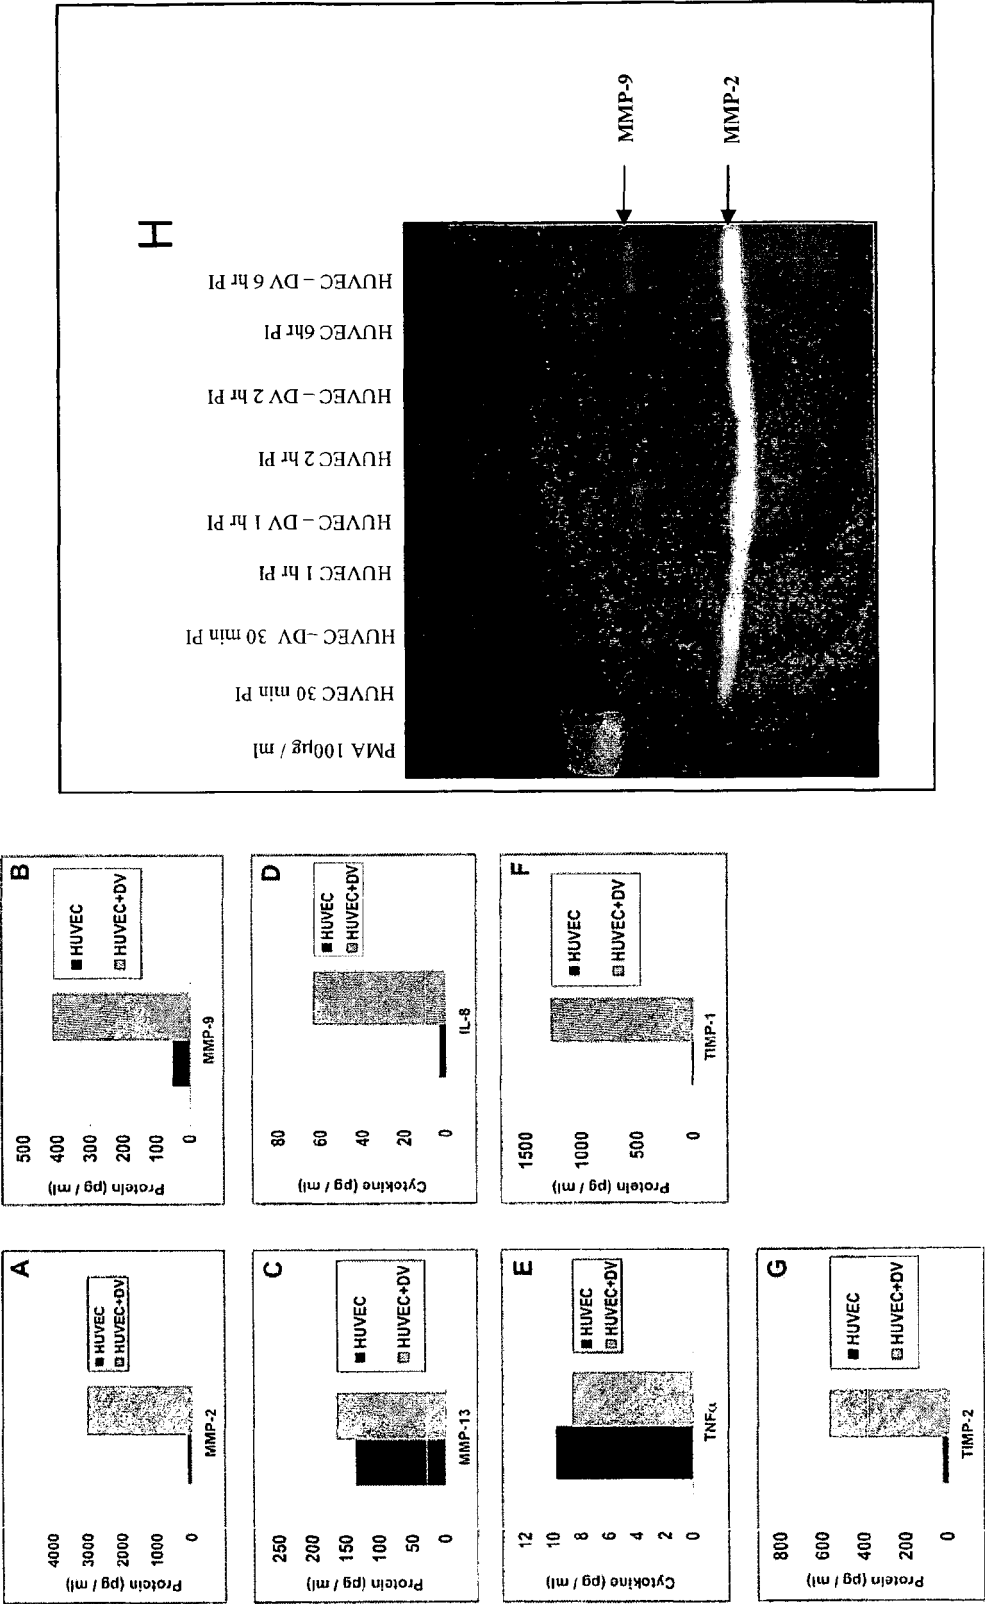 A
Protein (pg / ml)
4000
3000
2000
1000
0
MMP-2
HUVEC
HUVEC+DV
B
Protein (pg / ml)
500
400
300
200
100
0
MMP-9
HUVEC
HUVEC+DV
C
Protein (pg / ml)
250
200
150
100
50
0
MMP-13
HUVEC
HUVEC+DV
D
Cytokine (pg / ml)
80
60
40
20
0
IL-8
HUVEC
HUVEC+DV
E
Cytokine (pg / ml)
12
10
8
6
4
2
0
TNFα
HUVEC
HUVEC+DV
F
Protein (pg / ml)
1500
1000
500
0
TIMP-1
HUVEC
HUVEC+DV
G
Protein (pg / ml)
800
600
400
200
0
TIMP-2
HUVEC
HUVEC+DV
H
PMA 100µg / ml
HUVEC 30 min PI
HUVEC –DV 30 min PI
HUVEC 1 hr PI
HUVEC – DV 1 hr PI
HUVEC 2 hr PI
HUVEC – DV 2 hr PI
HUVEC 6hr PI
HUVEC – DV 6 hr PI
MMP-9
MMP-2